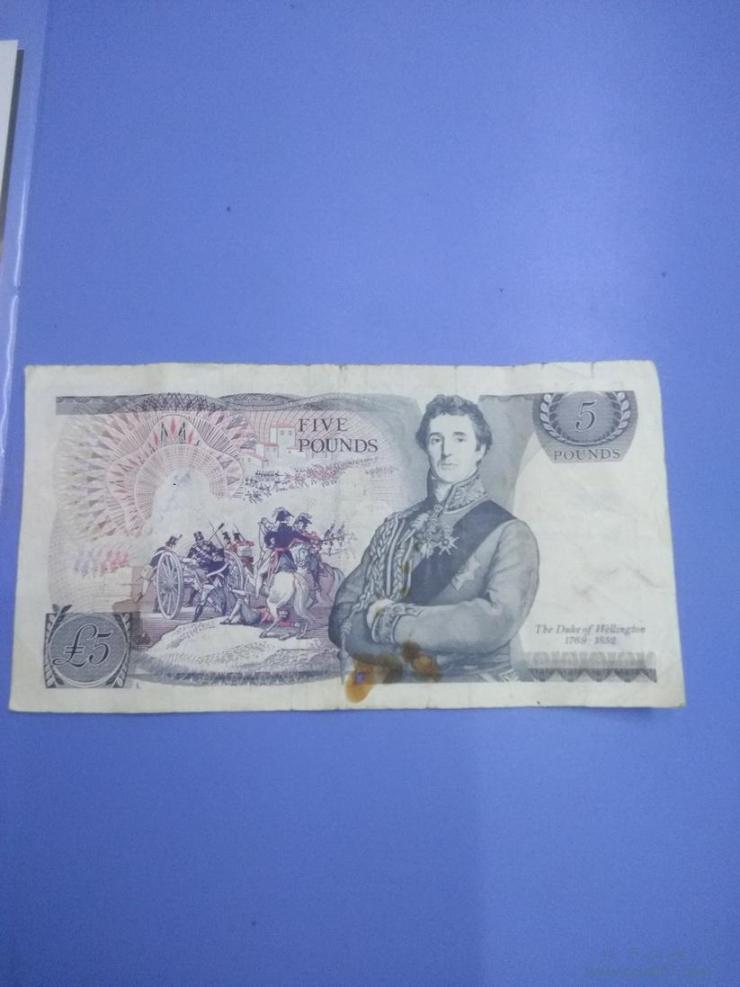 FIVE
POUNDS
5
POUNDS
The Duke of Wellington
1769-1852
£5